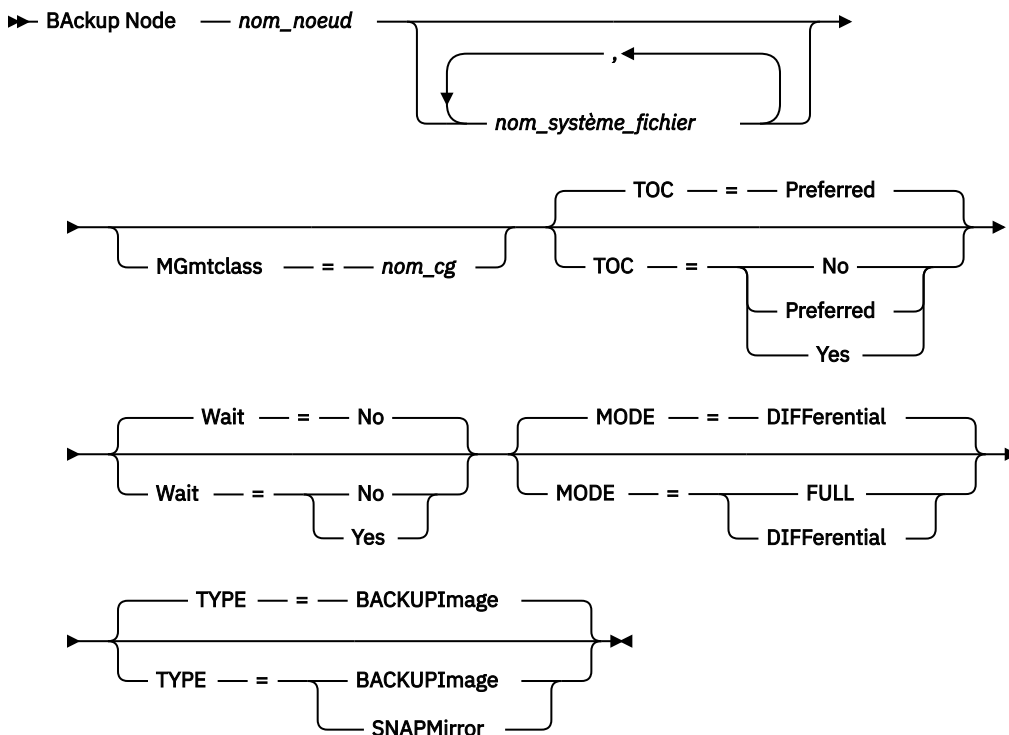 BAckup Node nom_noeud
,
nom_système_fichier
TOC = Preferred
MGmtclass = nom_cg TOC = No
Preferred
Yes
Wait = No MODE = DIFFerential
Wait = No MODE = FULL
Yes DIFFerential
TYPE = BACKUPImage
TYPE = BACKUPImage
SNAPMirror